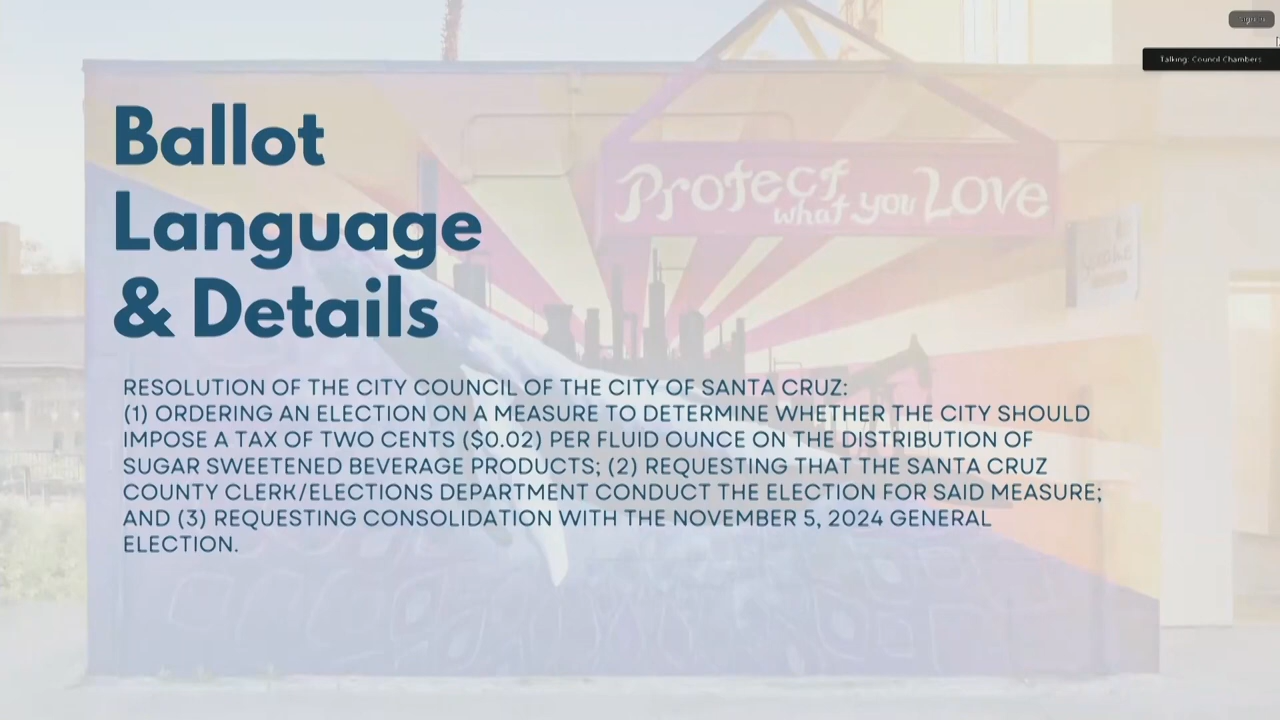 Sign in
Talking: Council Chambers
Ballot
Language
& Details
Protect
what you Love
RESOLUTION OF THE CITY COUNCIL OF THE CITY OF SANTA CRUZ:
(1) ORDERING AN ELECTION ON A MEASURE TO DETERMINE WHETHER THE CITY SHOULD
IMPOSE A TAX OF TWO CENTS ($0.02) PER FLUID OUNCE ON THE DISTRIBUTION OF
SUGAR SWEETENED BEVERAGE PRODUCTS; (2) REQUESTING THAT THE SANTA CRUZ
COUNTY CLERK/ELECTIONS DEPARTMENT CONDUCT THE ELECTION FOR SAID MEASURE;
AND (3) REQUESTING CONSOLIDATION WITH THE NOVEMBER 5, 2024 GENERAL
ELECTION.